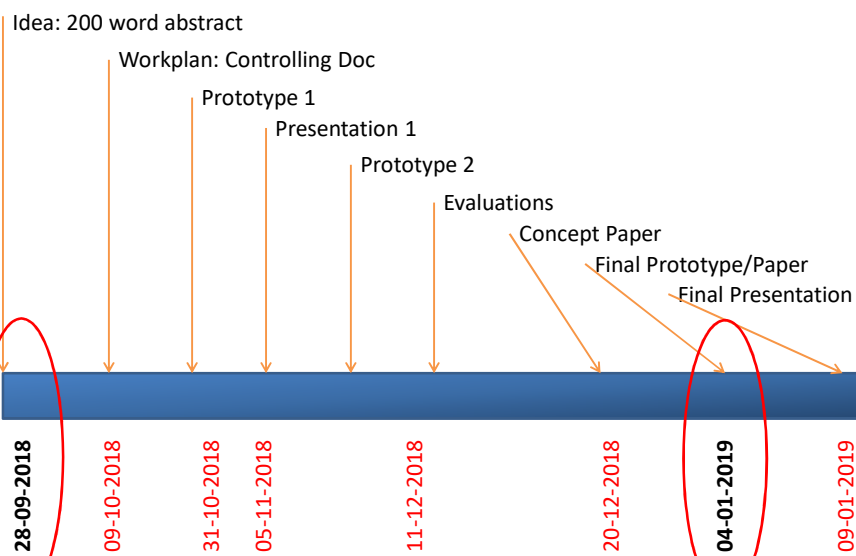 Idea: 200 word abstract
Workplan: Controlling Doc
Prototype 1
Presentation 1
Prototype 2
Evaluations
Concept Paper
Final Prototype/Paper
Final Presentation
28-09-2018
09-10-2018
31-10-2018
05-11-2018
11-12-2018
20-12-2018
04-01-2019
09-01-2019